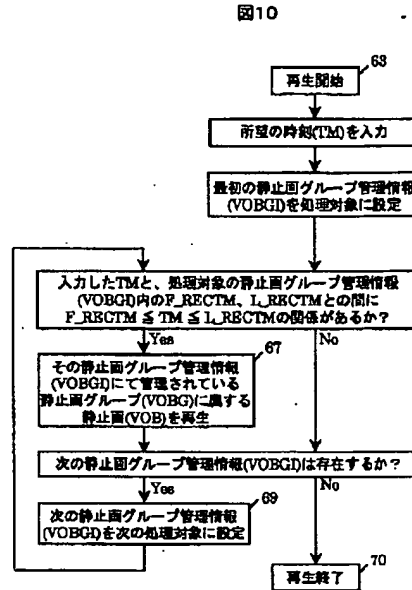 図10
63
再生開始
所望の時刻(TM)を入力
最初の静止画グループ管理情報
(VOBGI)を処理対象に設定
入力したTMと、処理対象の静止画グループ管理情報
(VOBGI)内のF_RECTM、L_RECTMとの間に
F_RECTM ≦ TM ≦ L_RECTMの関係があるか?
Yes
No
67
その静止画グループ管理情報
(VOBGI)にて管理されている
静止画グループ(VOBG)に属する
静止画(VOB)を再生
次の静止画グループ管理情報(VOBGI)は存在するか?
Yes
No
69
次の静止画グループ管理情報
(VOBGI)を次の処理対象に設定
70
再生終了